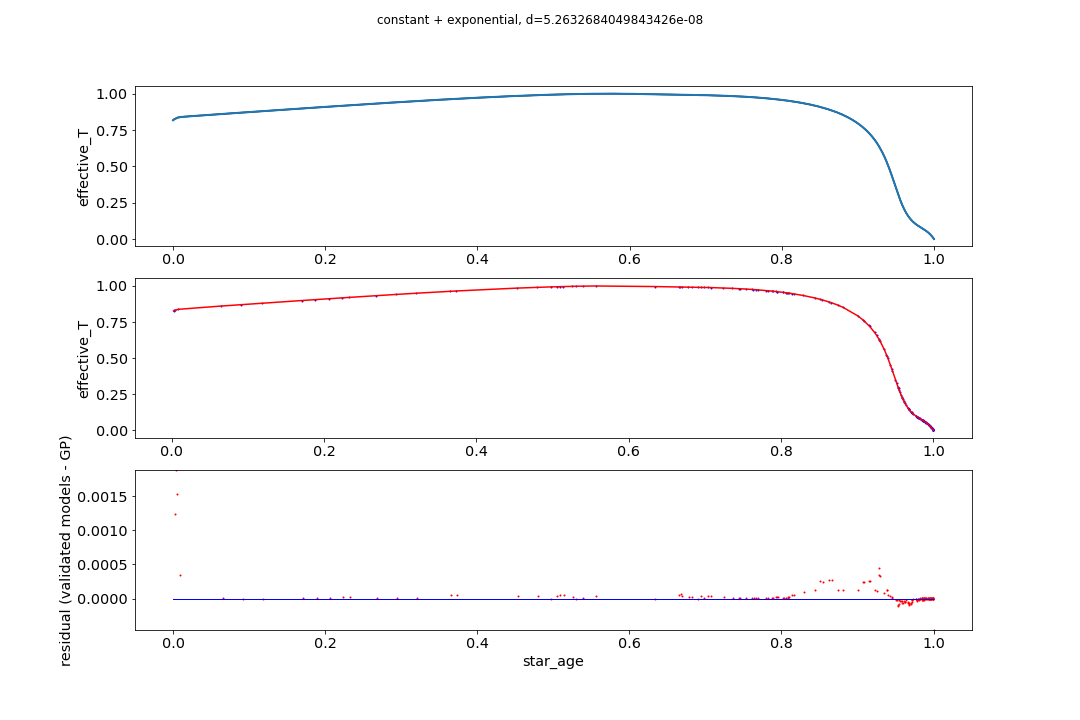 constant + exponential, d=5.2632684049843426e-08
1.00
0.75
0.50
0.25
0.00
effective_T
0.0 0.2 0.4 0.6 0.8 1.0
1.00
0.75
0.50
0.25
0.00
effective_T
0.0 0.2 0.4 0.6 0.8 1.0
0.0015
0.0010
0.0005
0.0000
residual (validated models - GP)
0.0 0.2 0.4 0.6 0.8 1.0
star_age